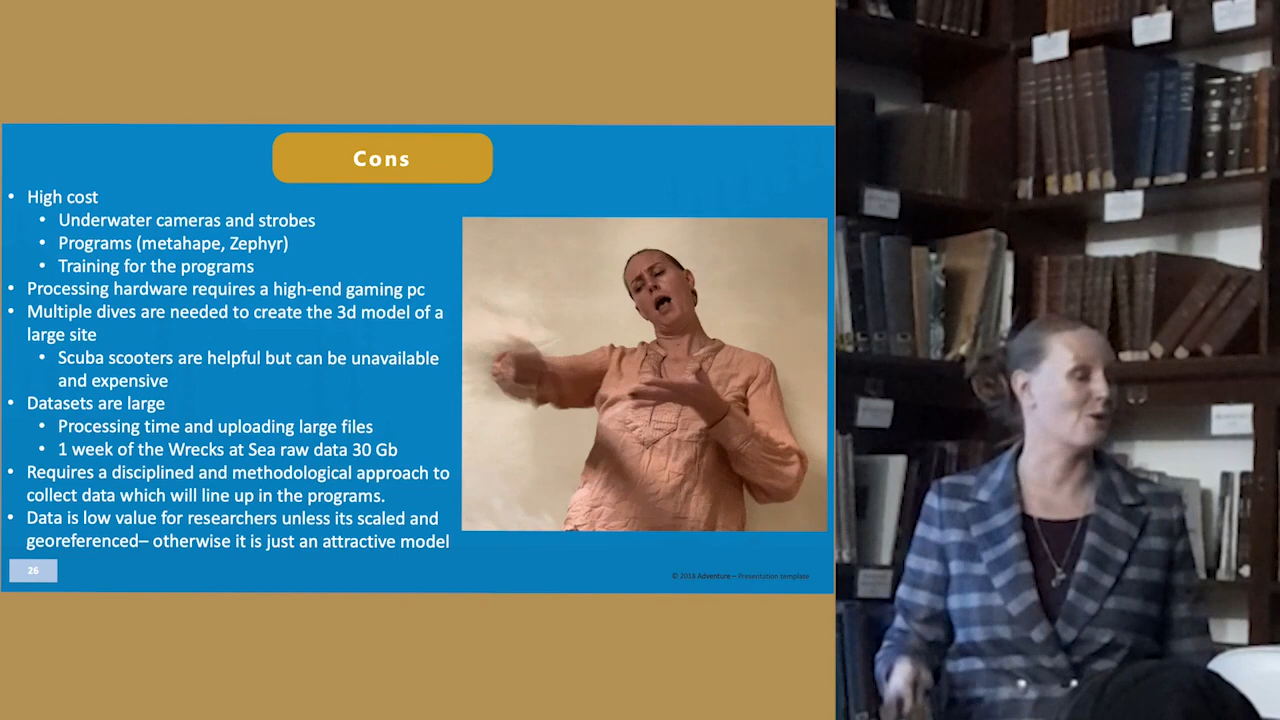 Cons
• High cost
• Underwater cameras and strobes
• Programs (metahape, Zephyr)
• Training for the programs
• Processing hardware requires a high-end gaming pc
• Multiple dives are needed to create the 3d model of a
large site
• Scuba scooters are helpful but can be unavailable
and expensive
• Datasets are large
• Processing time and uploading large files
• 1 week of the Wrecks at Sea raw data 30 Gb
• Requires a disciplined and methodological approach to
collect data which will line up in the programs.
• Data is low value for researchers unless its scaled and
georeferenced– otherwise it is just an attractive model
26
© 2019 Adventure – Presentation template